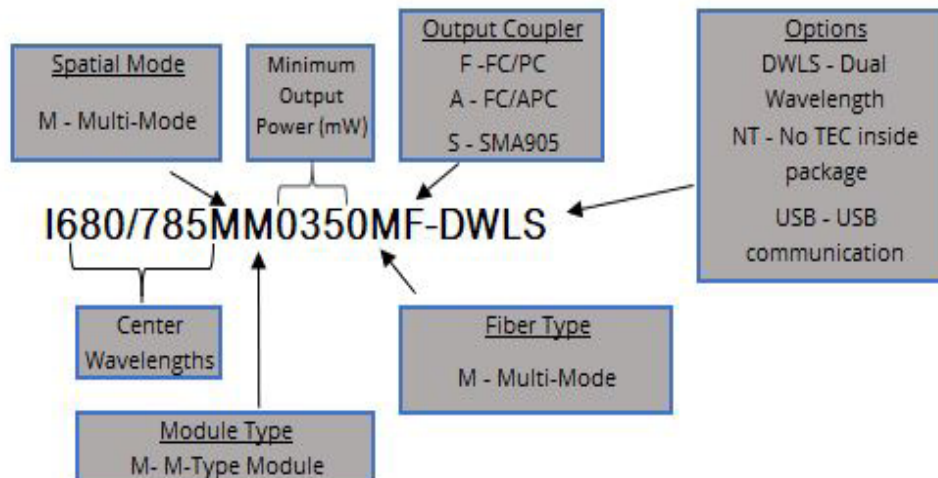 Spatial Mode
M - Multi-Mode
Minimum
Output
Power (mW)
Output Coupler
F -FC/PC
A - FC/APC
S - SMA905
Options
DWLS - Dual
Wavelength
NT - No TEC inside
package
USB - USB
communication
I680/785MM0350MF-DWLS
Center
Wavelengths
Fiber Type
M - Multi-Mode
Module Type
M- M-Type Module